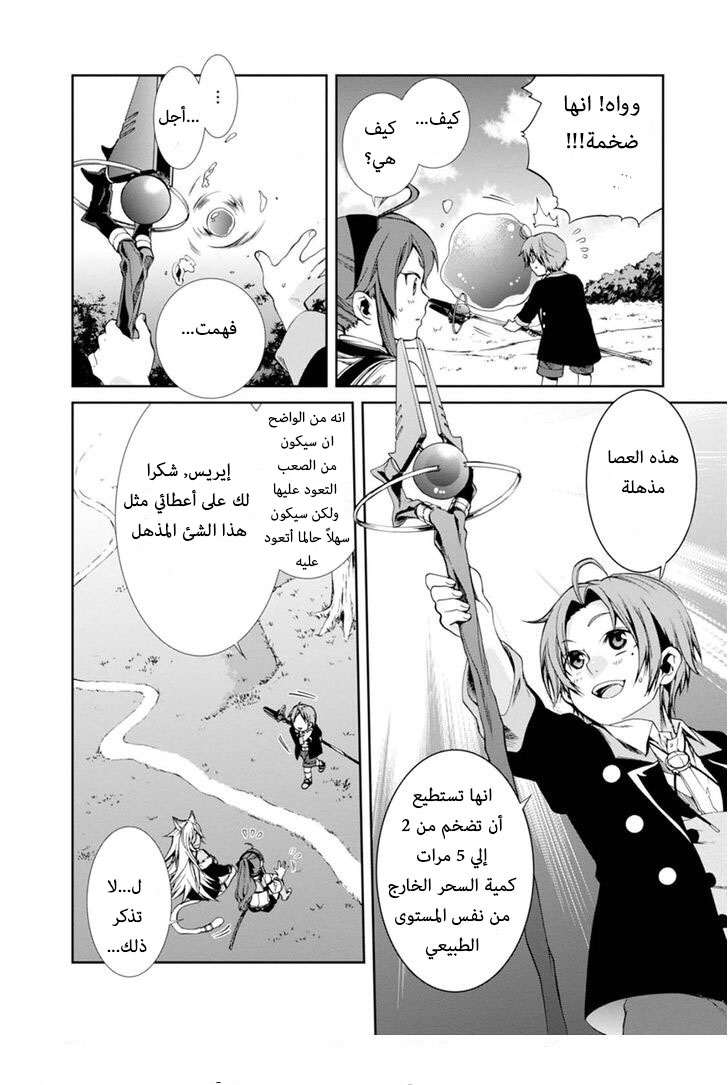 وواه! انها
ضخمة!!!
كيف...
كيف
هي؟
...
...أجل
فهمت...
هذه العصا
مذهلة
انها تستطيع
أن تضخم من 2
إلي 5 مرات
كمية السحر الخارج
من نفس المستوى
الطبيعي
انه من الواضح
ان سيكون
من الصعب
التعود عليها
ولكن سيكون
سهلاً حالما أتعود
عليه
إيريس, شكرا
لك على أعطائي مثل
هذا الشئ المذهل
ل...لا
تذكر
ذلك...